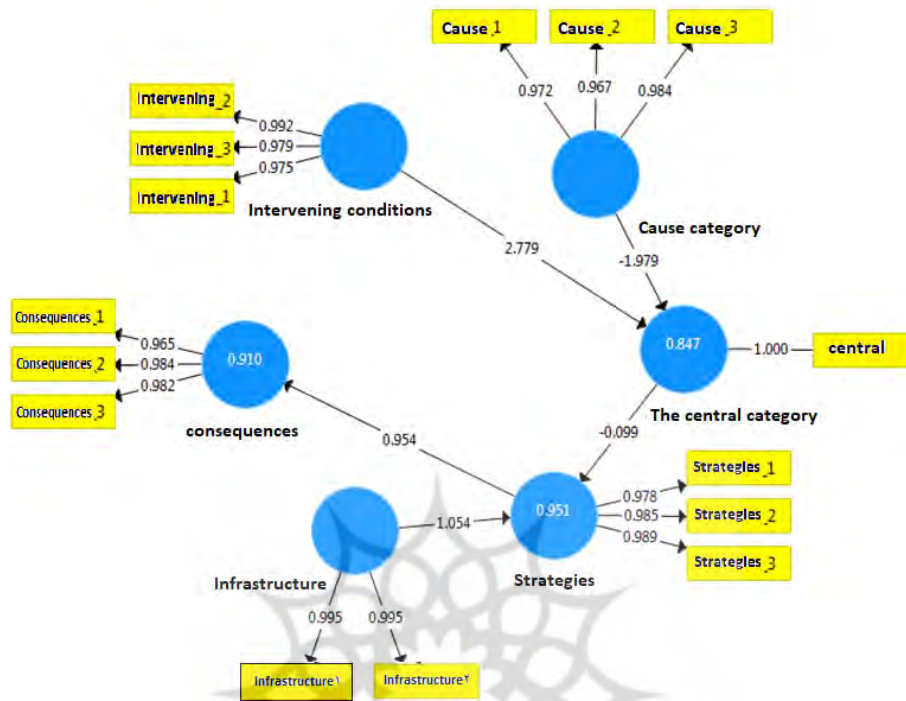 Cause_1 Cause_2 Cause_3
0.972 0.967 0.984
Intervening_2
0.992
Intervening_3
0.979
Intervening_1
0.975
Intervening conditions
Cause category
2.779
-1.979
Consequences_1
0.965
Consequences_2
0.984
Consequences_3
0.982
0.910
consequences
0.847
1.000
central
The central category
0.954
-0.099
Strategies_1
0.978
Strategies_2
0.985
Strategies_3
0.989
0.951
1.054
Infrastructure
Strategies
0.995 0.995
Infrastructure۱ Infrastructure۲